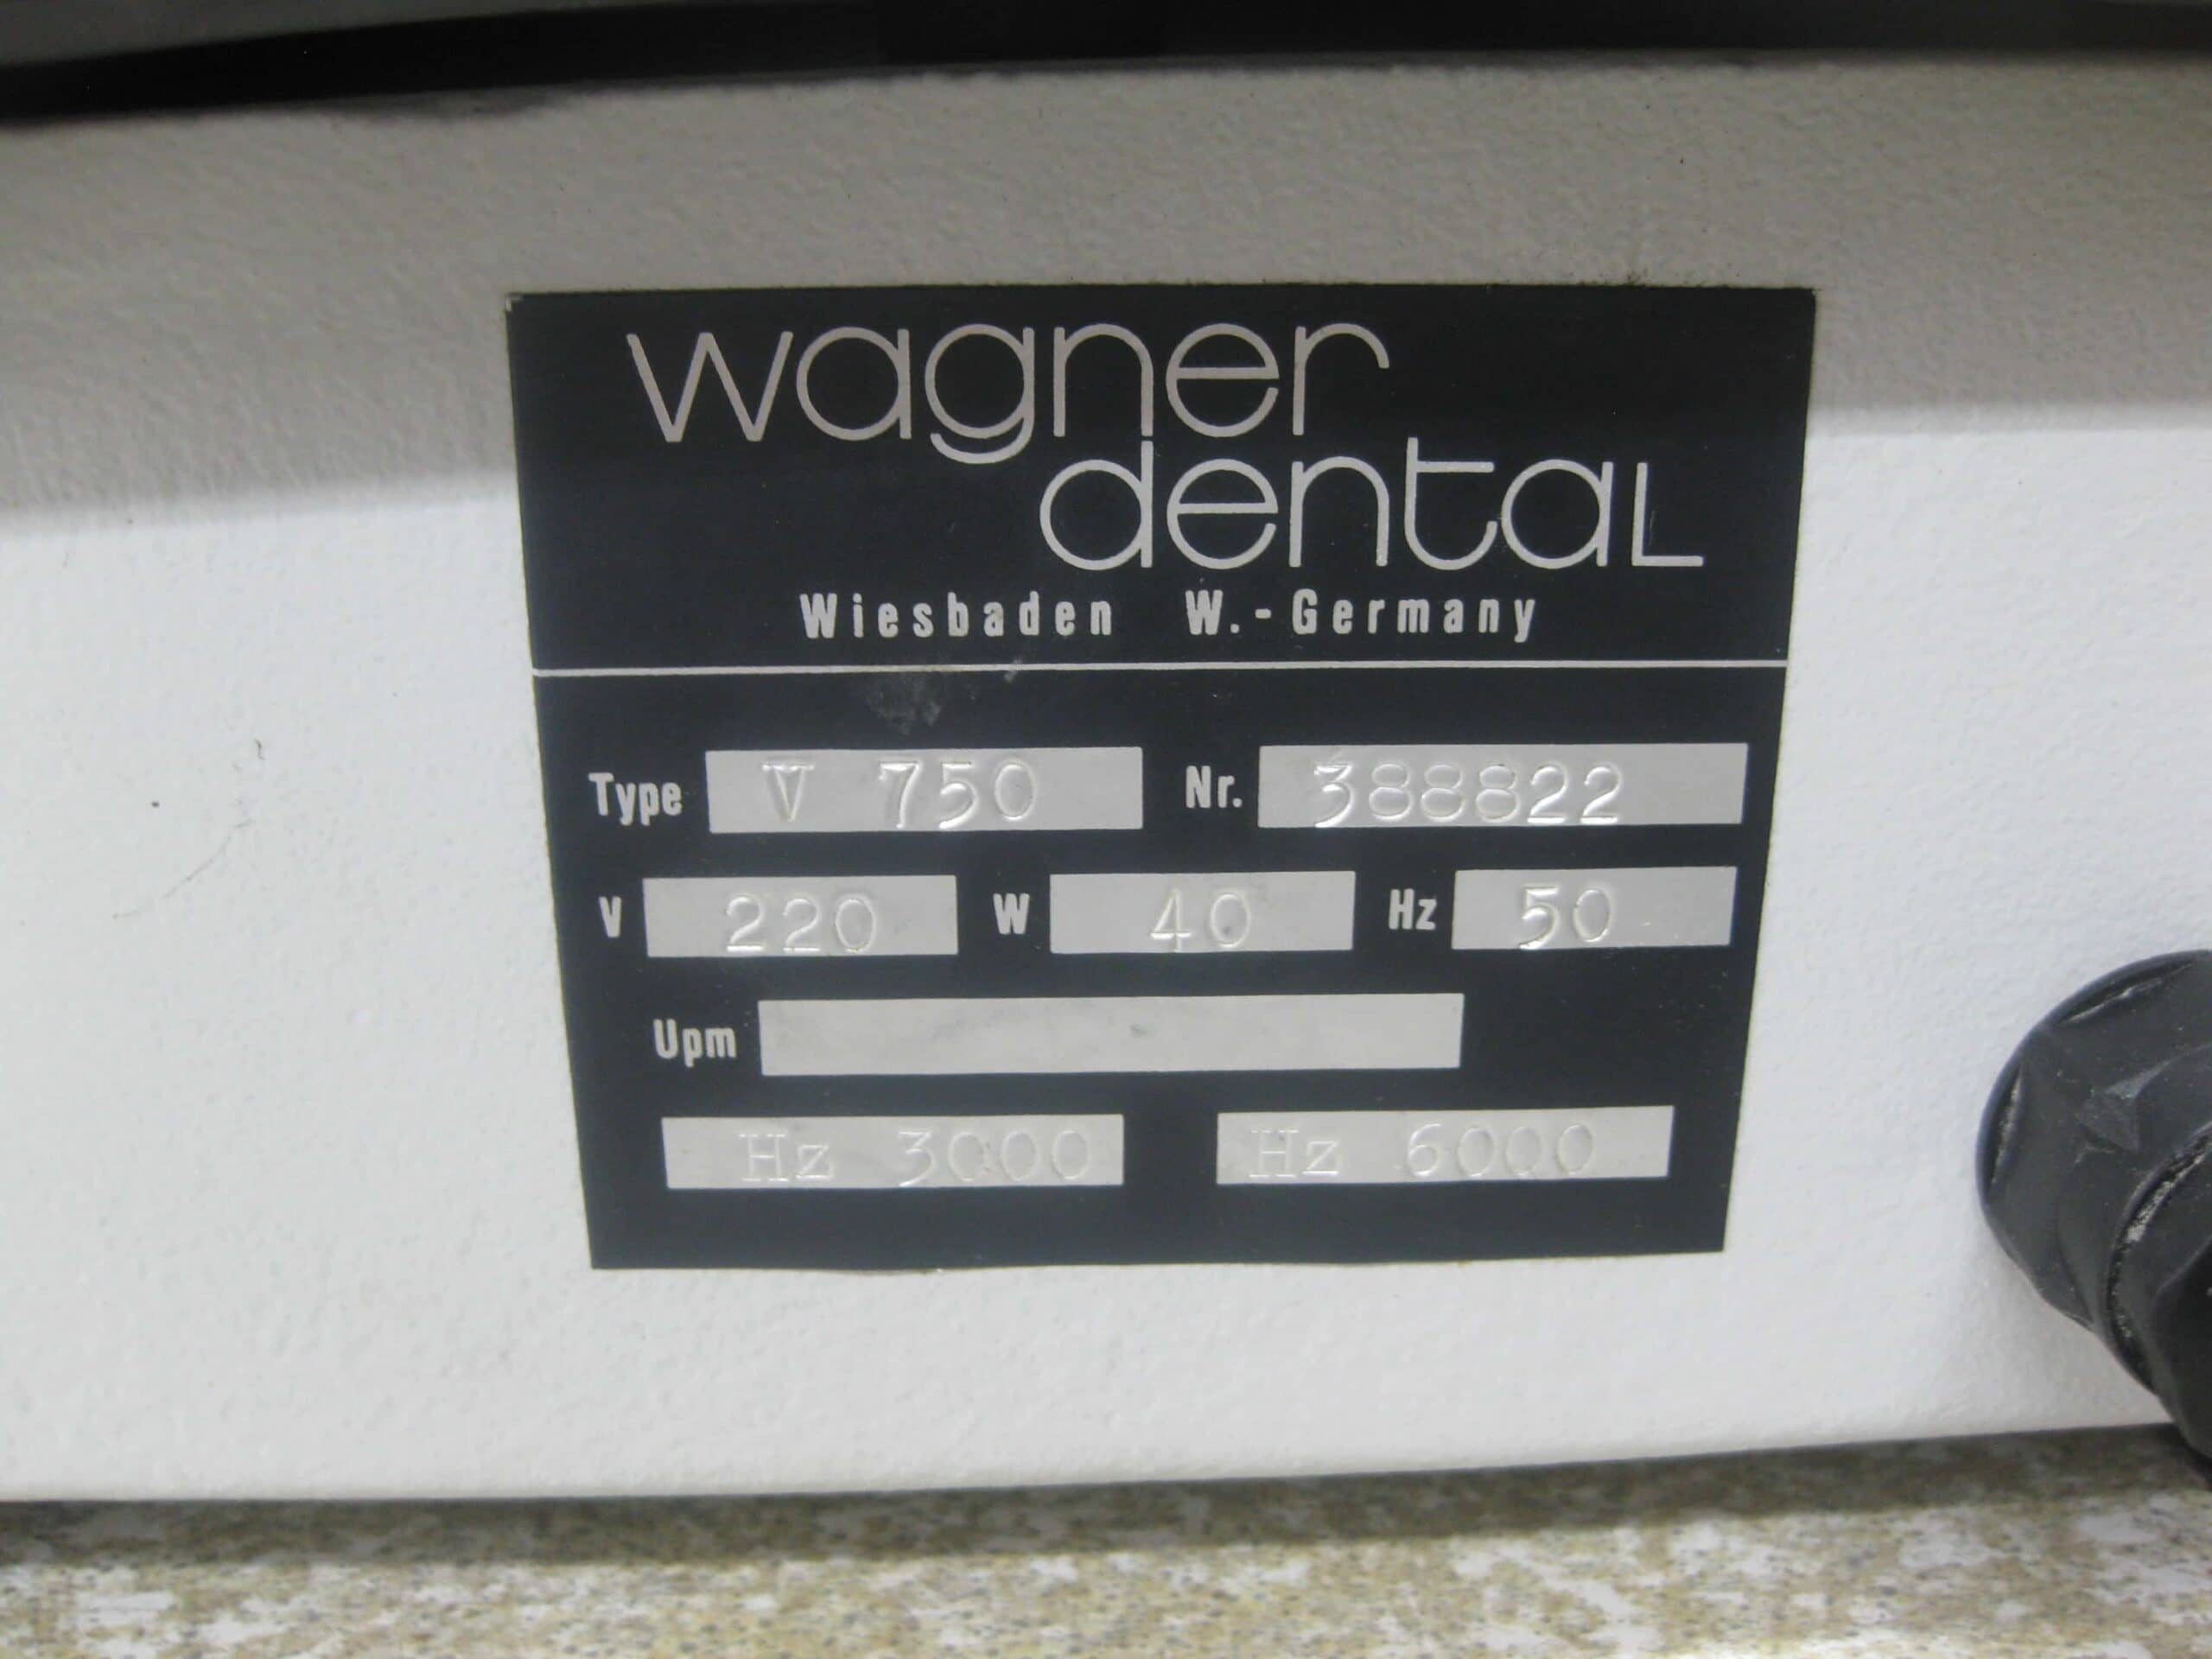 wagner
dental
Wiesbaden W.-Germany
Type V 750 Nr. 388822
V 220 W 40 Hz 50
Upm
Hz 3000 Hz 6000